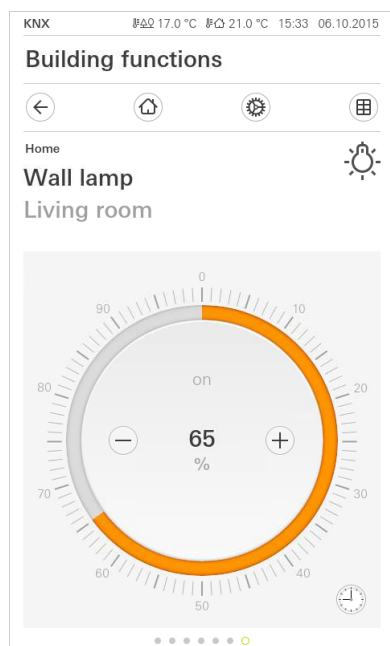 KNX 17.0 °C 21.0 °C 15:33 06.10.2015
Building functions
Home
Wall lamp
Living room
0
90 10
on
80 20
65
%
70 30
60 40
50